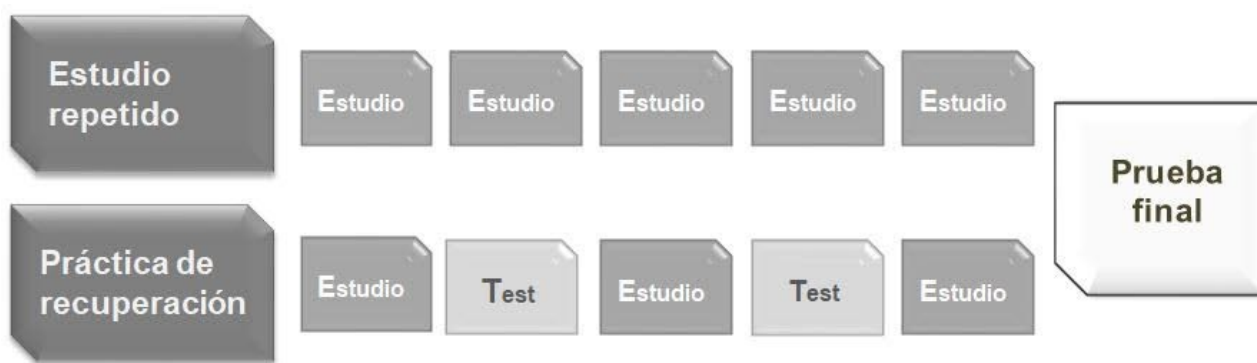 Estudio
repetido
Estudio
Estudio
Estudio
Estudio
Estudio
Práctica de
recuperación
Estudio
Test
Estudio
Test
Estudio
Prueba
final